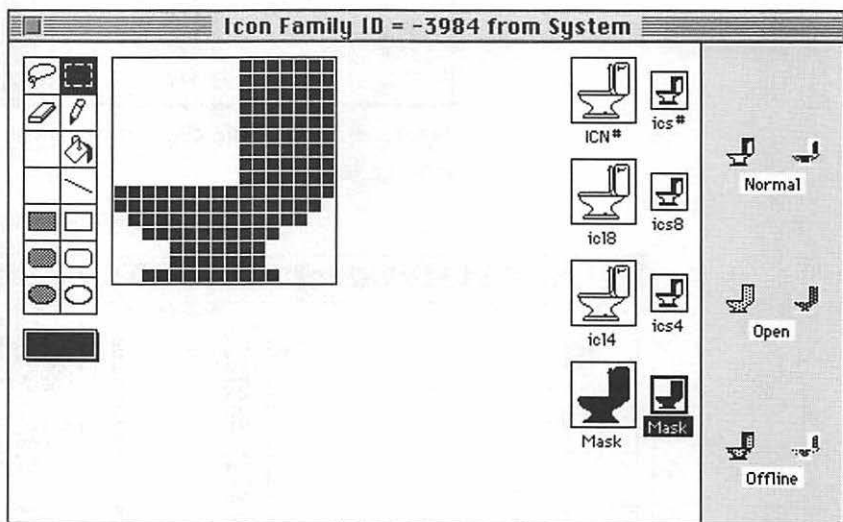 Icon Family ID = -3984 from System
ICN#
ics#
Normal
icl8
ics8
icl4
ics4
Open
Mask
Mask
Offline